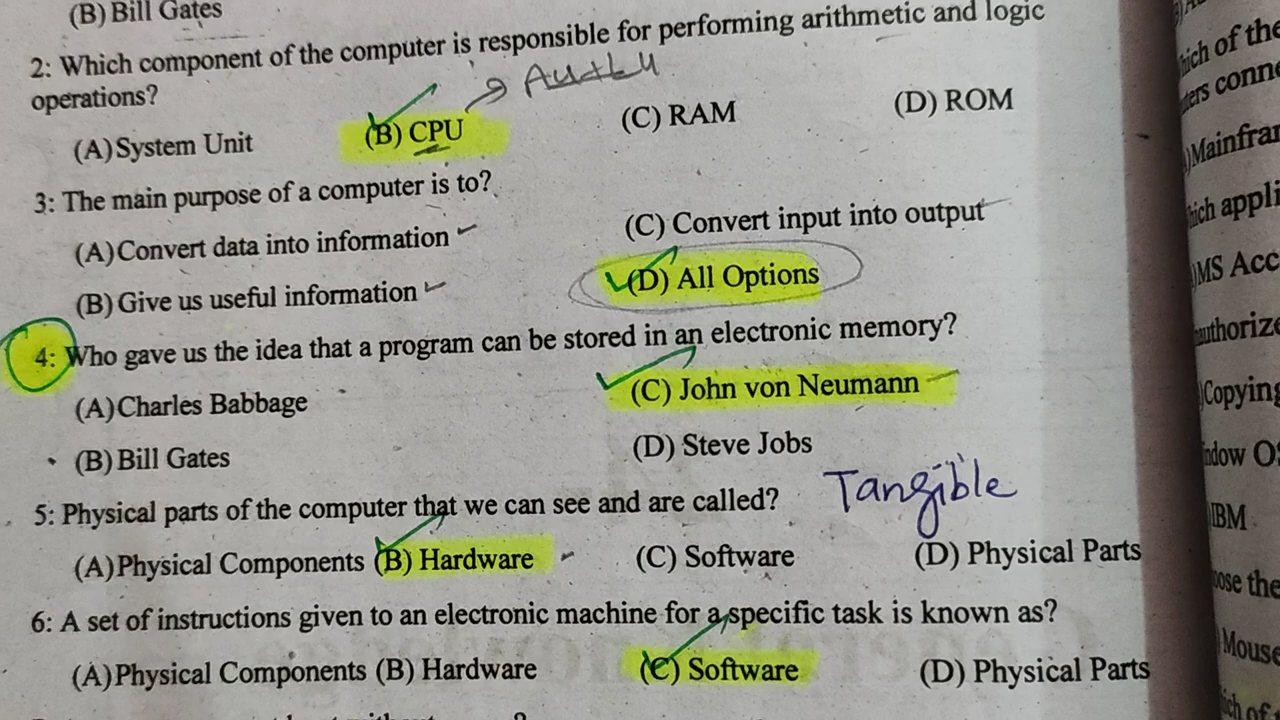 (B) Bill Gates
2: Which component of the computer is responsible for performing arithmetic and logic
operations?
(A) System Unit (B) CPU (C) RAM (D) ROM
3: The main purpose of a computer is to?
(A) Convert data into information (C) Convert input into output
(B) Give us useful information (D) All Options
4: Who gave us the idea that a program can be stored in an electronic memory?
(A) Charles Babbage (C) John von Neumann
(B) Bill Gates (D) Steve Jobs
Tangible
5: Physical parts of the computer that we can see and are called?
(A) Physical Components (B) Hardware (C) Software (D) Physical Parts
6: A set of instructions given to an electronic machine for a specific task is known as?
(A) Physical Components (B) Hardware (C) Software (D) Physical Parts
of the
MS
Copying
IBM
the
Mouse
of